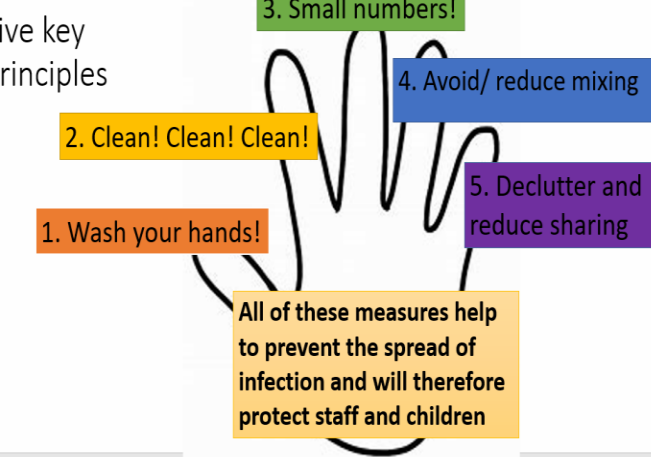 ive key
rinciples
3. Small numbers!
4. Avoid/ reduce mixing
2. Clean! Clean! Clean!
5. Declutter and
reduce sharing
1. Wash your hands!
All of these measures help
to prevent the spread of
infection and will therefore
protect staff and children